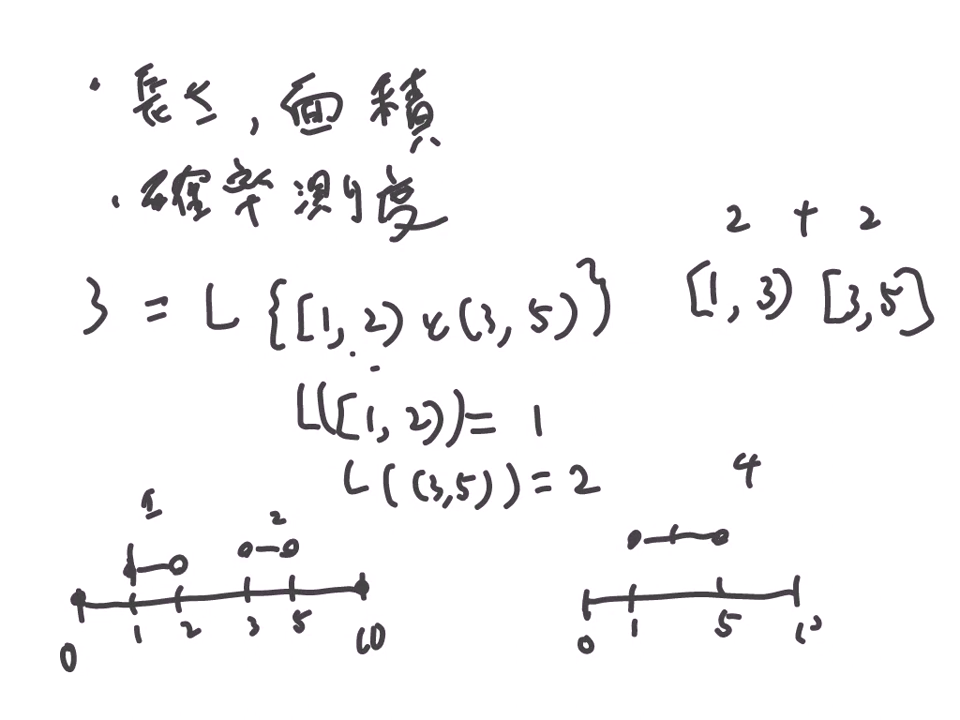 ・長さ, 面積
・確率測度
2 + 2
3 = L {[1, 2) と (3, 5)}
[1, 3) [3, 5]
L([1, 2)) = 1
L((3,5)) = 2
4
1 2
0 1 2 3 5 10
0 1 5 10